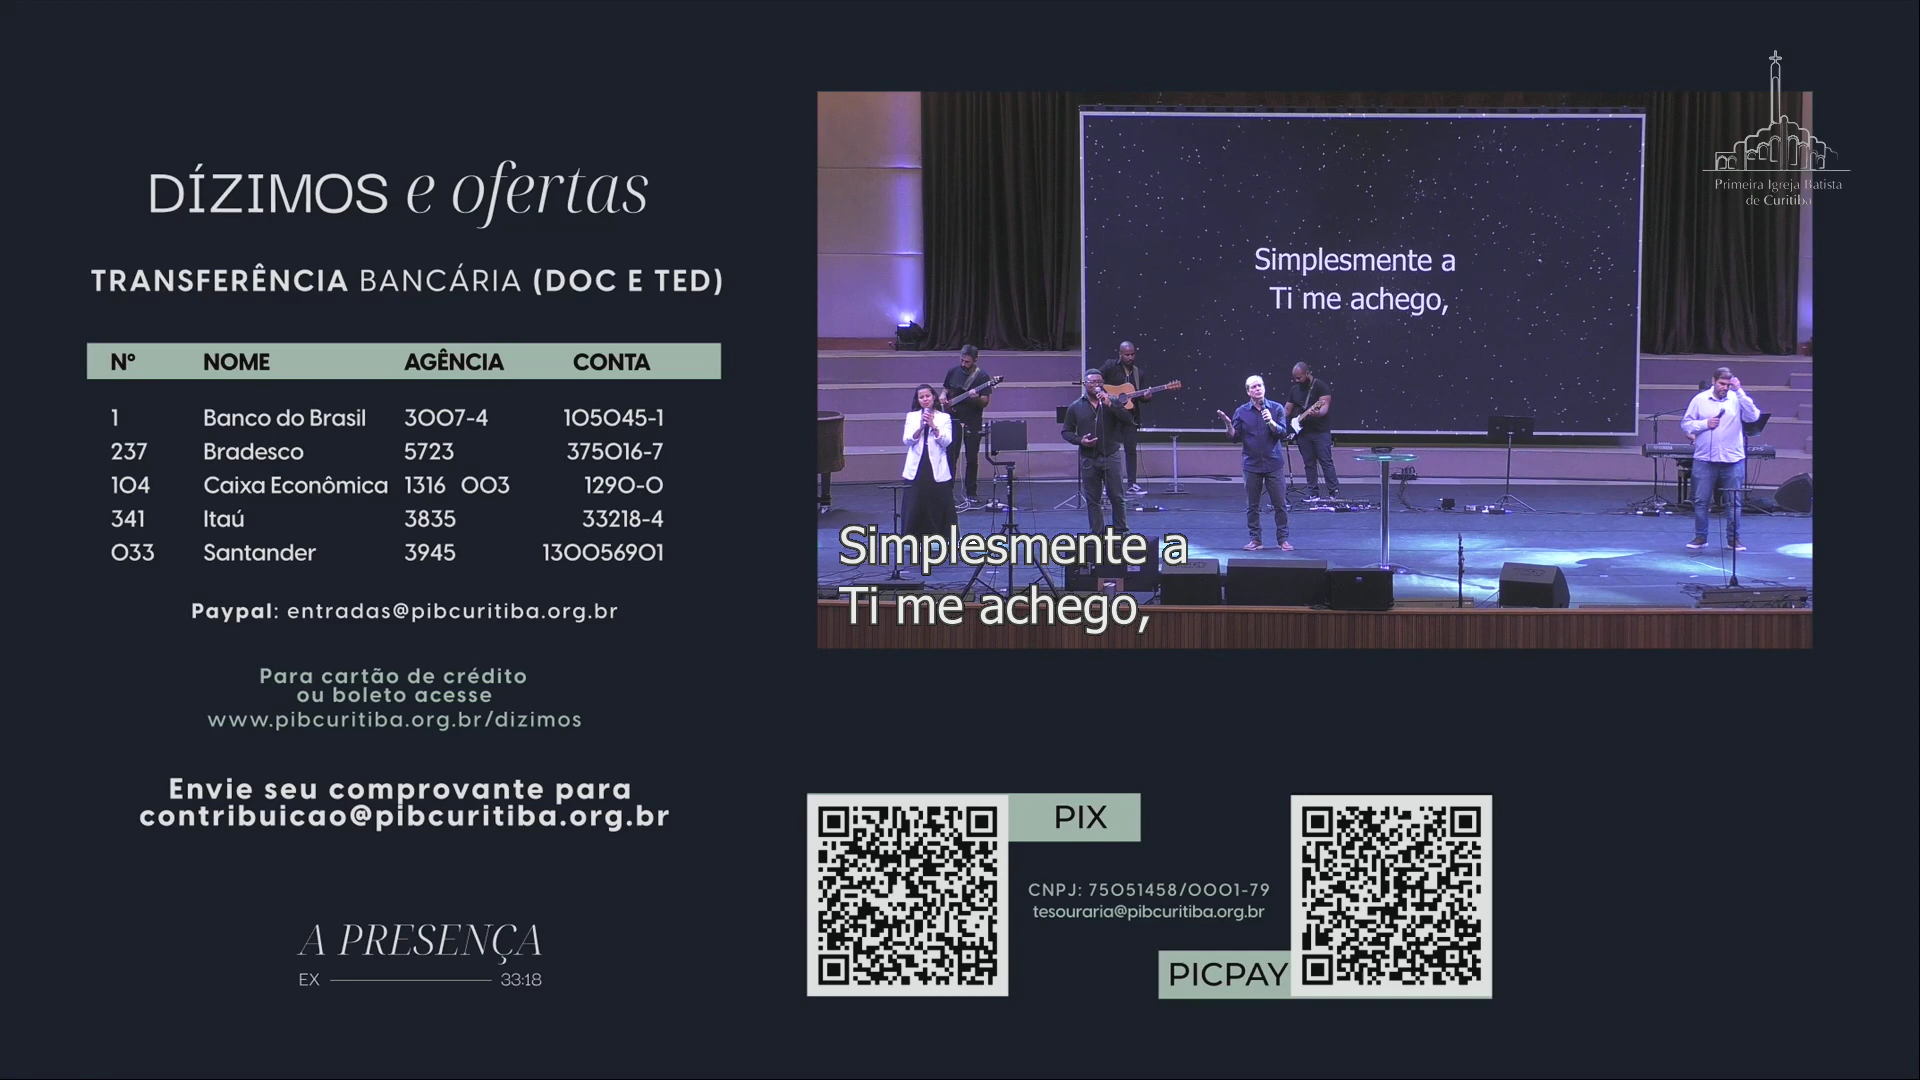 DÍZIMOS e ofertas
TRANSFERÊNCIA BANCÁRIA (DOC E TED)
Nº NOME AGÊNCIA CONTA
1 Banco do Brasil 3007-4 105045-1
237 Bradesco 5723 375016-7
104 Caixa Econômica 1316 003 1290-0
341 Itaú 3835 33218-4
033 Santander 3945 130056901
Paypal: entradas@pibcuritiba.org.br
Para cartão de crédito
ou boleto acesse
www.pibcuritiba.org.br/dizimos
Envie seu comprovante para
contribuicao@pibcuritiba.org.br
A PRESENÇA
EX 33:18
Primeira Igreja Batista
de Curitiba
Simplesmente a
Ti me achego,
Simplesmente a
Ti me achego,
PIX
CNPJ: 75051458/0001-79
tesouraria@pibcuritiba.org.br
PICPAY